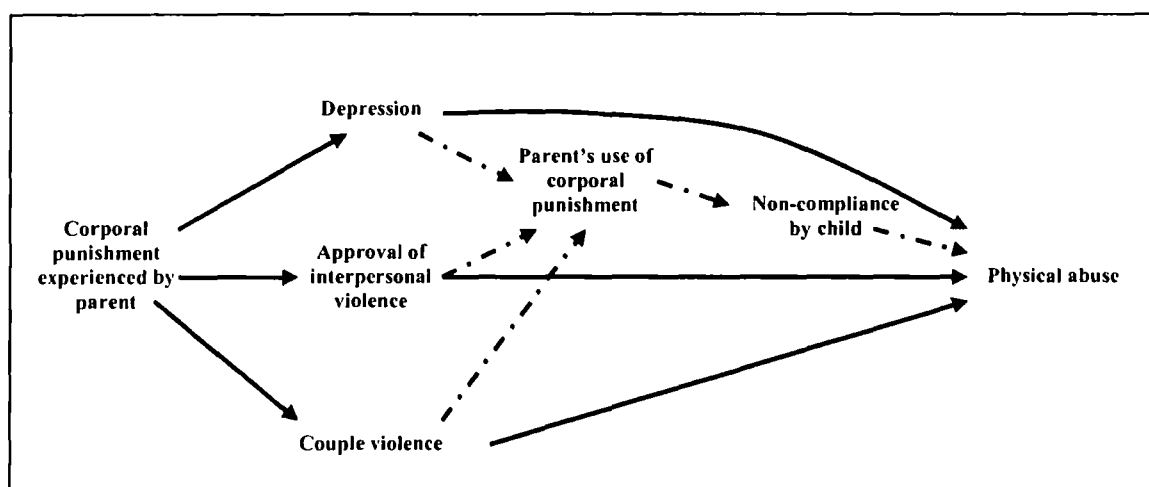 Depression
Parent's use of
corporal
punishment
Non-compliance
by child
Corporal
punishment
experienced by
parent
Approval of
interpersonal
violence
Physical abuse
Couple violence